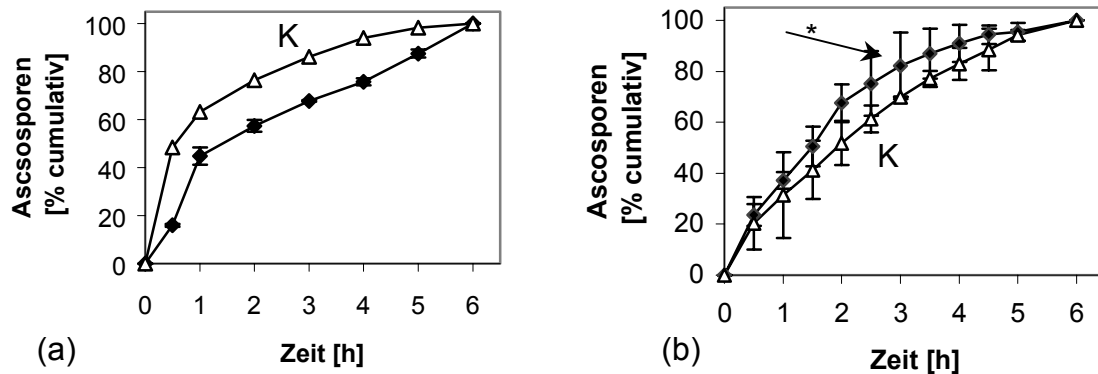 Ascsosporen
[% cumulativ]
100
80
60
40
20
0
K
0 1 2 3 4 5 6
Zeit [h]
(a)
Ascosporen
[% cumulativ]
100
80
60
40
20
0
*
K
0 1 2 3 4 5 6
Zeit [h]
(b)